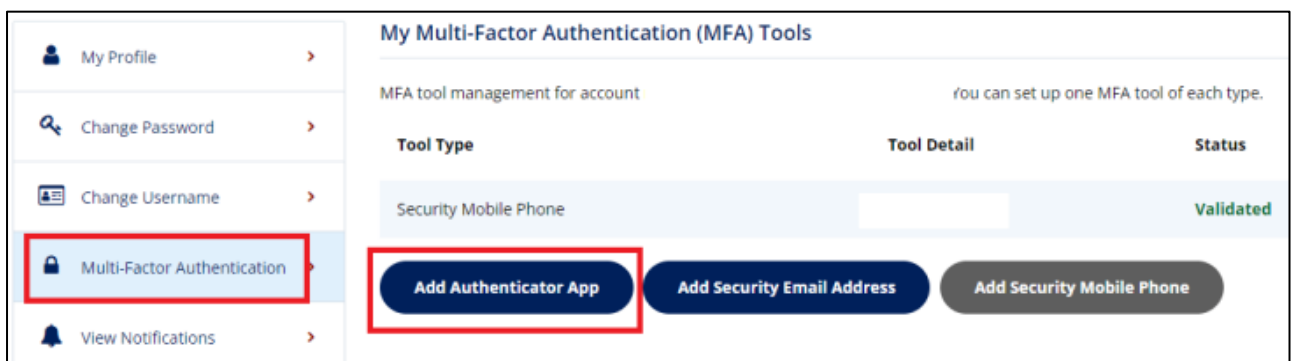 My Profile
Change Password
Change Username
Multi-Factor Authentication
View Notifications
My Multi-Factor Authentication (MFA) Tools
MFA tool management for account You can set up one MFA tool of each type.
Tool Type Tool Detail Status
Security Mobile Phone Validated
Add Authenticator App Add Security Email Address Add Security Mobile Phone